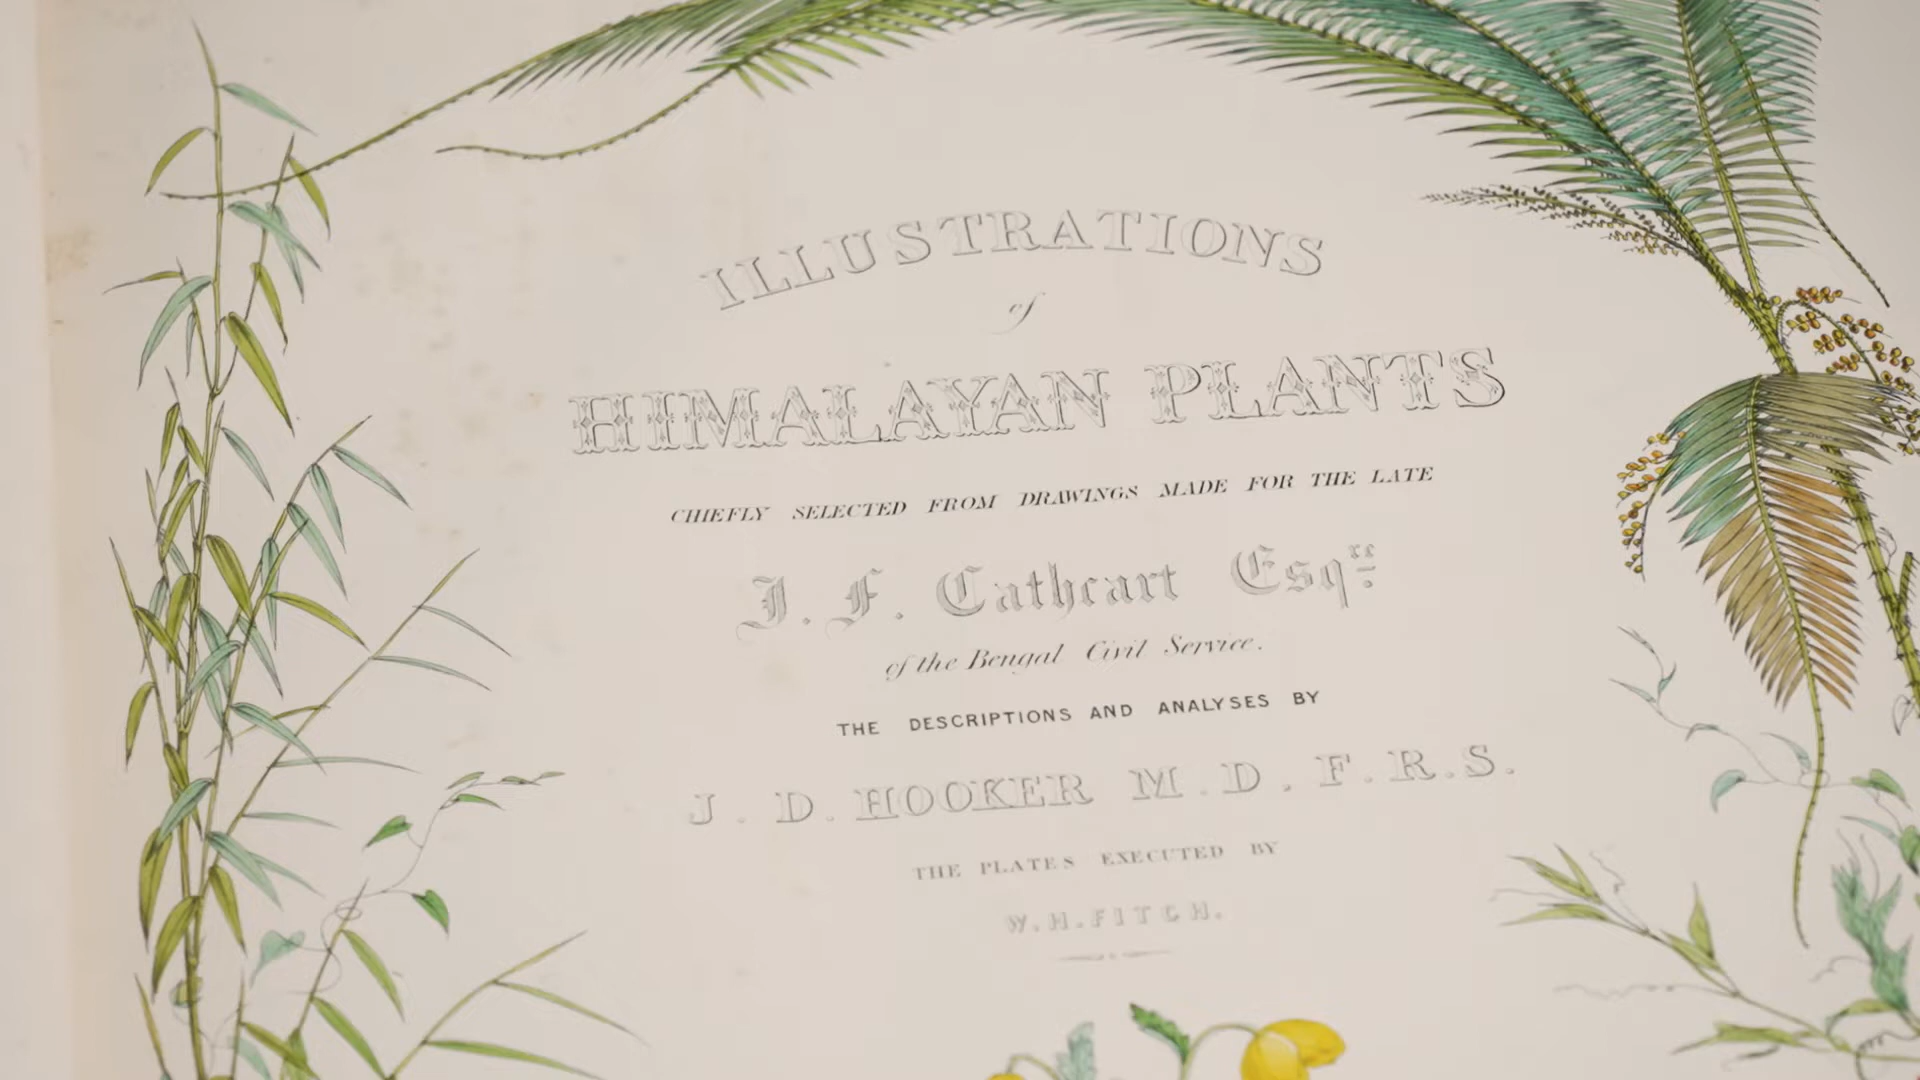 ILLUSTRATIONS
of
HIMALAYAN PLANTS
CHIEFLY SELECTED FROM DRAWINGS MADE FOR THE LATE
J. F. Cathcart Esqre
of the Bengal Civil Service.
THE DESCRIPTIONS AND ANALYSES BY
J. D. HOOKER M.D., F.R.S.
THE PLATES EXECUTED BY
W.H. FITCH.